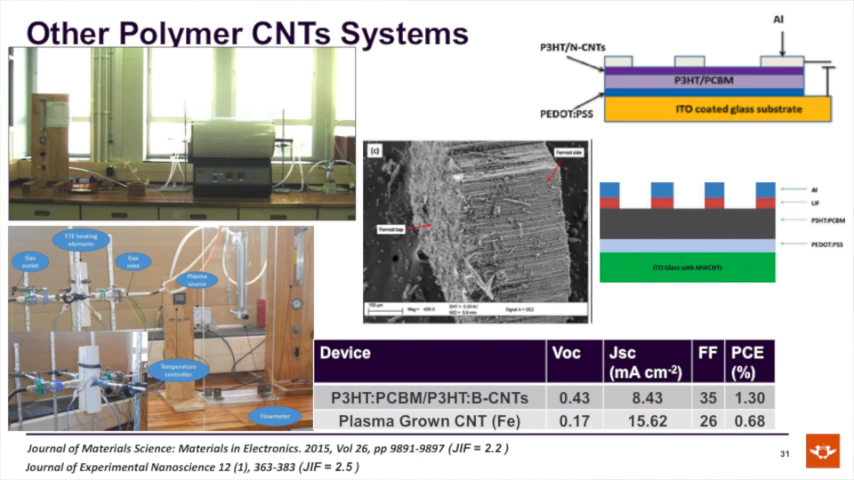 Other Polymer CNTs Systems
Al
P3HT/N-CNTs
P3HT/PCBM
PEDOT:PSS
ITO coated glass substrate
(c)
Formed side
Formed top
100 µm
Al
LiF
P3HT:PCBM
PEDOT:PSS
ITO Glass with MWCNTs
FTE heating elements
Gas outlet
Gas inlet
Plasma source
Temperature controller
Flowmeter
Device Voc Jsc (mA cm-2) FF PCE (%)
P3HT:PCBM/P3HT:B-CNTs 0.43 8.43 35 1.30
Plasma Grown CNT (Fe) 0.17 15.62 26 0.68
Journal of Materials Science: Materials in Electronics. 2015, Vol 26, pp 9891-9897 (JIF = 2.2 )
Journal of Experimental Nanoscience 12 (1), 363-383 (JIF = 2.5 )
31